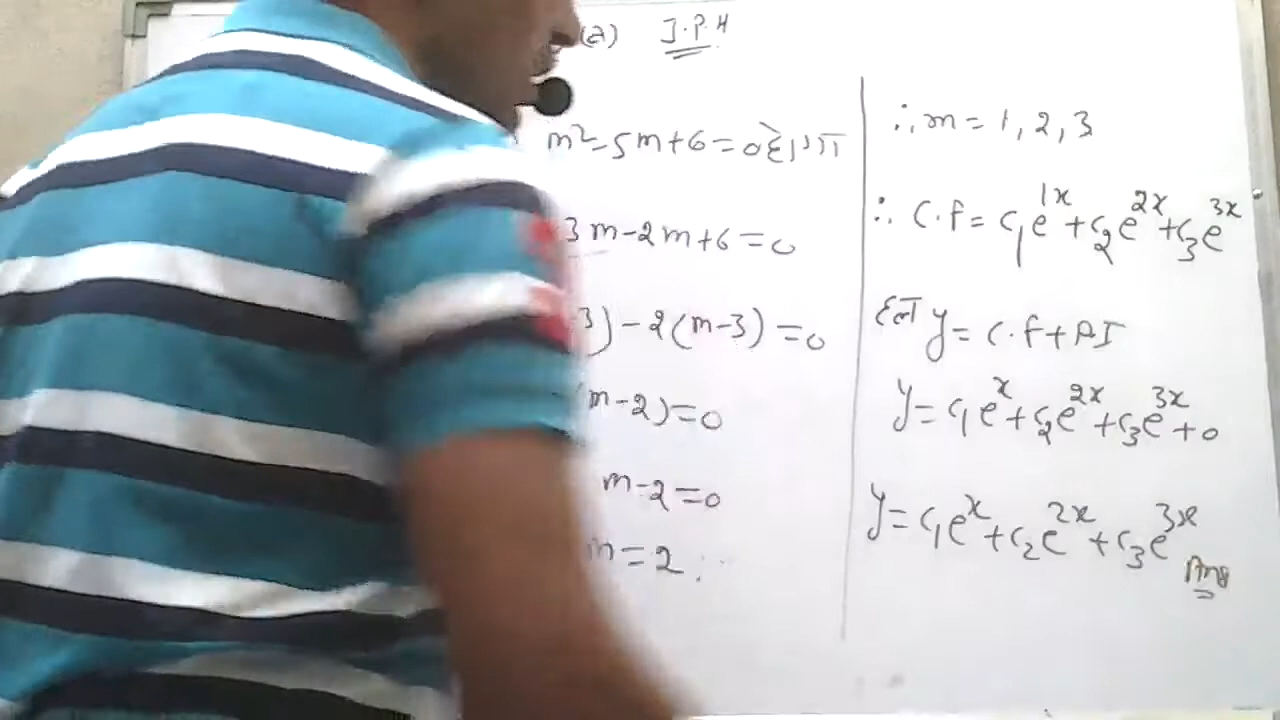 (2) J.P.H
m²-5m+6=0 होगा
3m-2m+6=0
3)-2(m-3)=0
(m-2)=0
m-2=0
m=2
∴ m=1,2,3
∴ C.F = c₁e^{1x}+c₂e^{2x}+c₃e^{3x}
हल y= C.F+PI
y= c₁e^{x}+c₂e^{2x}+c₃e^{3x}+0
y= c₁e^{x}+c₂e^{2x}+c₃e^{3x}
Ans